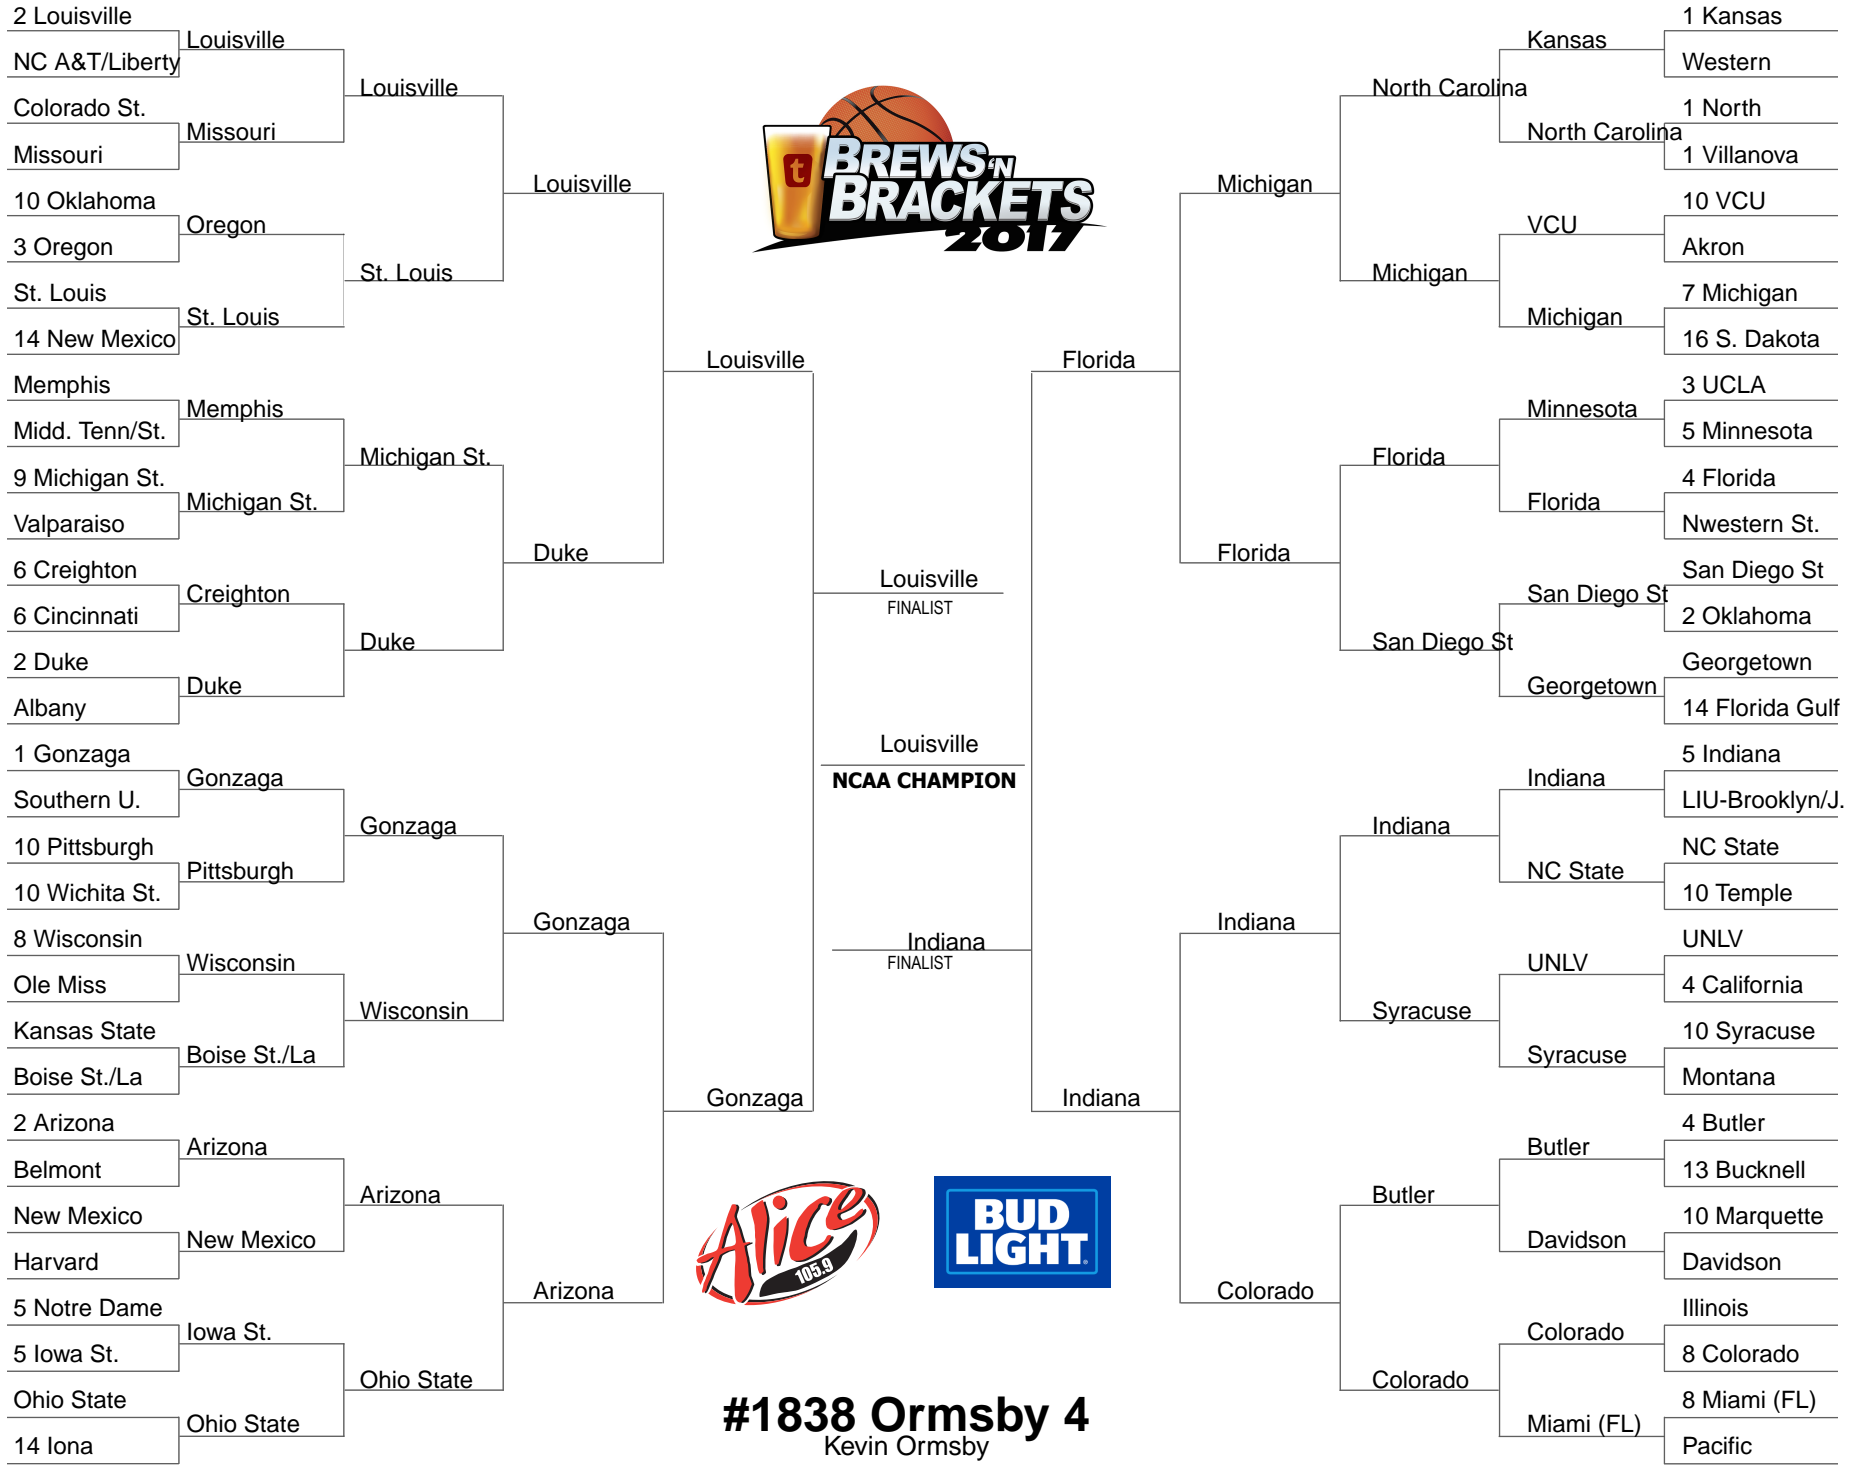 2 Louisville
NC A&T/Liberty
Colorado St.
Missouri
10 Oklahoma
3 Oregon
St. Louis
14 New Mexico
Memphis
Midd. Tenn/St.
9 Michigan St.
Valparaiso
6 Creighton
6 Cincinnati
2 Duke
Albany
1 Gonzaga
Southern U.
10 Pittsburgh
10 Wichita St.
8 Wisconsin
Ole Miss
Kansas State
Boise St./La
2 Arizona
Belmont
New Mexico
Harvard
5 Notre Dame
5 Iowa St.
Ohio State
14 Iona
Louisville
Missouri
Oregon
St. Louis
Memphis
Michigan St.
Creighton
Duke
Gonzaga
Pittsburgh
Wisconsin
Boise St./La
Arizona
New Mexico
Iowa St.
Ohio State
Louisville
St. Louis
Michigan St.
Duke
Gonzaga
Wisconsin
Arizona
Ohio State
Louisville
Duke
Gonzaga
Arizona
Louisville
Gonzaga
t
BREWS 'N
BRACKETS
2017
Louisville
FINALIST
Louisville
NCAA CHAMPION
Indiana
FINALIST
Alice
105.9
BUD
LIGHT
#1838 Ormsby 4
Kevin Ormsby
Florida
Indiana
Michigan
Florida
Indiana
Colorado
North Carolina
Michigan
Florida
San Diego St
Indiana
Syracuse
Butler
Colorado
Kansas
North Carolina
VCU
Michigan
Minnesota
Florida
San Diego St
Georgetown
Indiana
NC State
UNLV
Syracuse
Butler
Davidson
Colorado
Miami (FL)
1 Kansas
Western
1 North
1 Villanova
10 VCU
Akron
7 Michigan
16 S. Dakota
3 UCLA
5 Minnesota
4 Florida
Nwestern St.
San Diego St
2 Oklahoma
Georgetown
14 Florida Gulf
5 Indiana
LIU-Brooklyn/J.
NC State
10 Temple
UNLV
4 California
10 Syracuse
Montana
4 Butler
13 Bucknell
10 Marquette
Davidson
Illinois
8 Colorado
8 Miami (FL)
Pacific